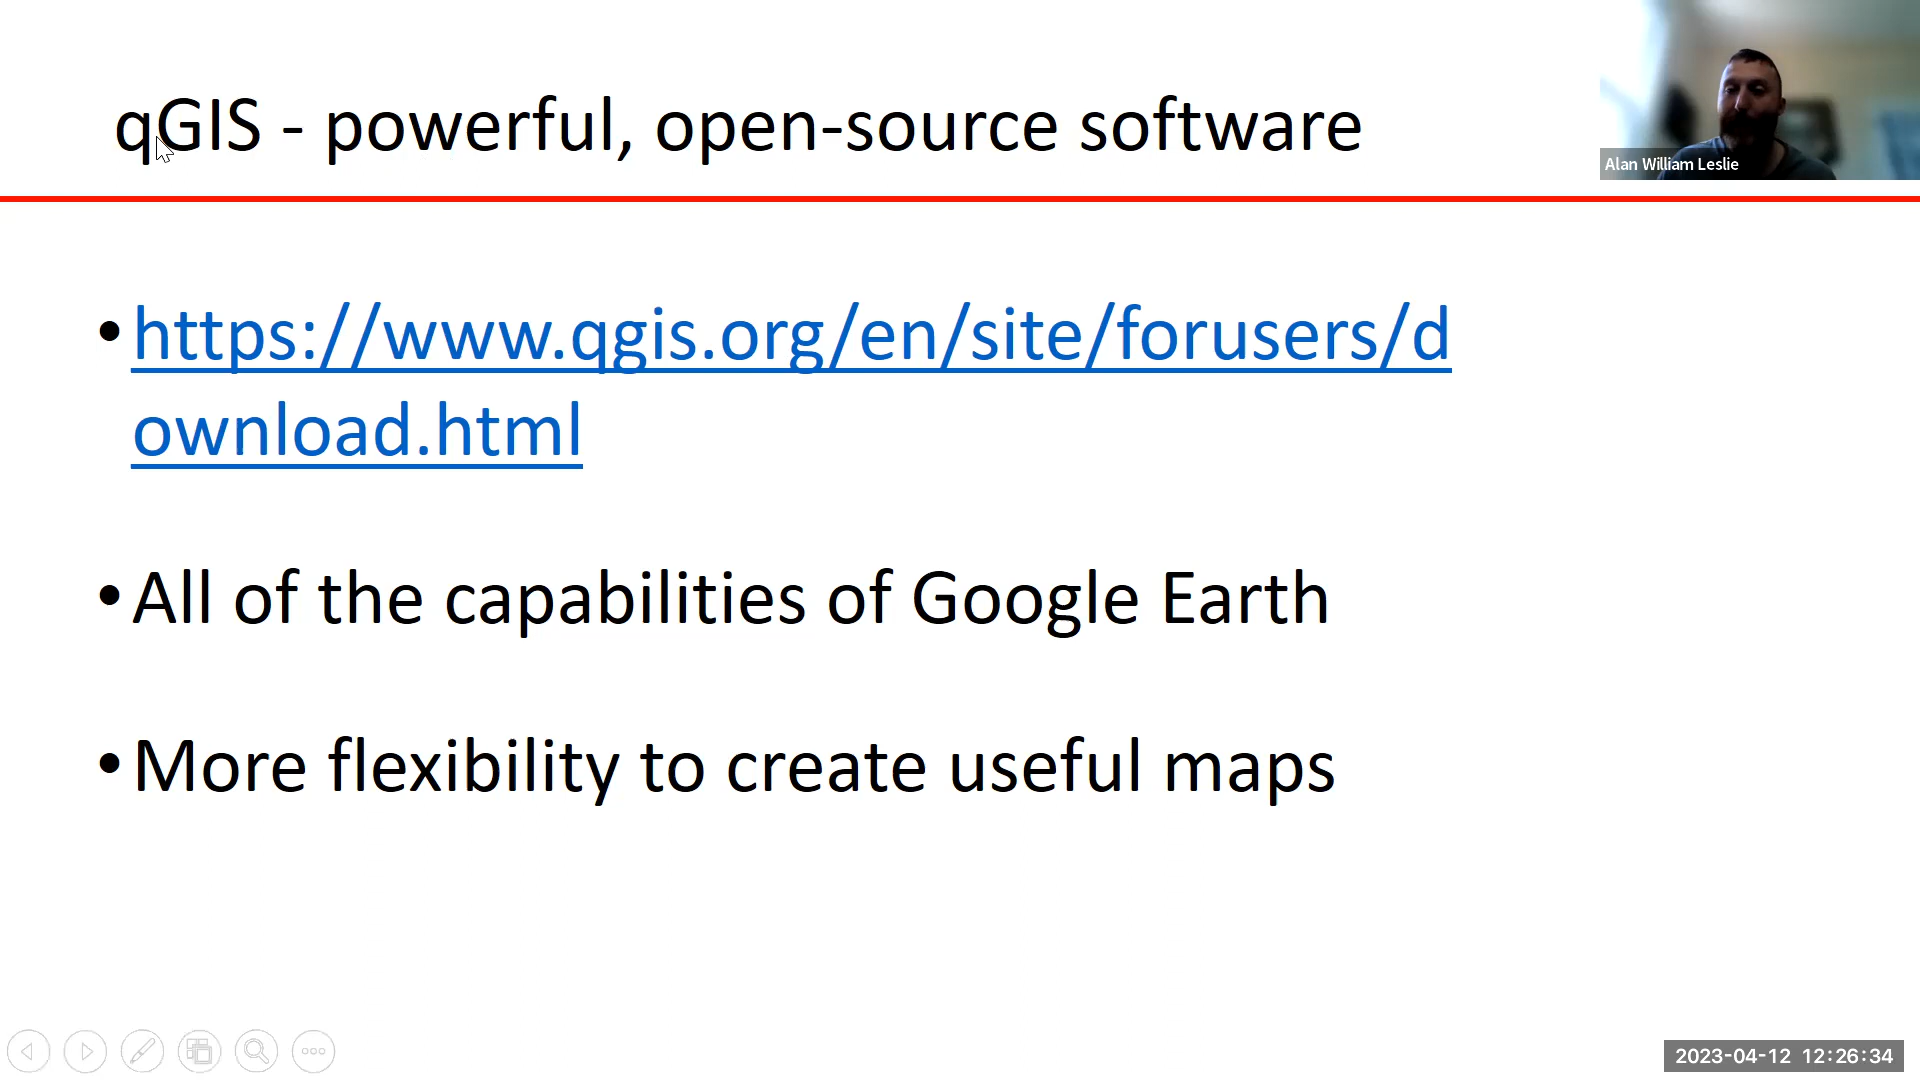 qGIS - powerful, open-source software
Alan William Leslie
•https://www.qgis.org/en/site/forusers/d
ownload.html
•All of the capabilities of Google Earth
•More flexibility to create useful maps
2023-04-12 12:26:34